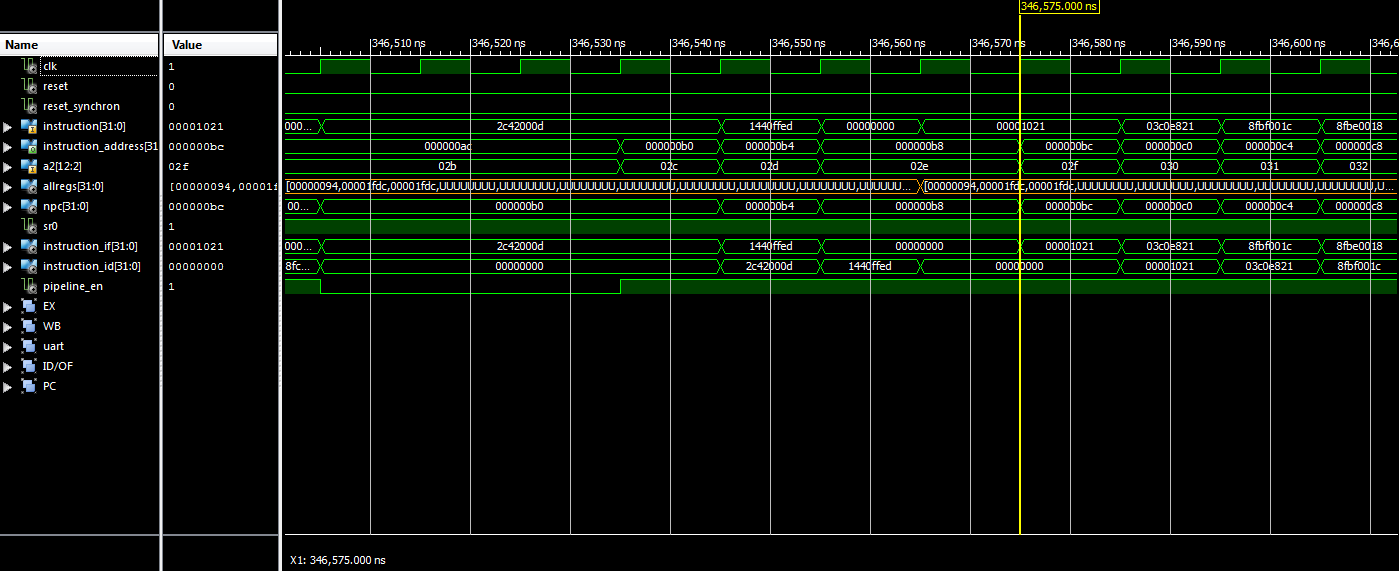 346,575.000 ns
Name Value
346,510 ns 346,520 ns 346,530 ns 346,540 ns 346,550 ns 346,560 ns 346,570 ns 346,580 ns 346,590 ns 346,600 ns 346,6
clk 1
reset 0
reset_synchron 0
instruction[31:0] 00001021 000... 2c42000d 1440ffed 00000000 00001021 03c0e821 8fbf001c 8fbe0018
instruction_address[31 000000bc 000000ac 000000b0 000000b4 000000b8 000000bc 000000c0 000000c4 000000c8
a2[12:2] 02f 02b 02c 02d 02e 02f 030 031 032
allregs[31:0] [00000094,00001f [00000094,00001fdc,00001fdc,UUUUUUUU,UUUUUUUU,UUUUUUUU,UUUUUUUU,UUUUUUUU,UUUUUUUU,UUUUUUUU,UUUUUU... [00000094,00001fdc,00001fdc,UUUUUUUU,UUUUUUUU,UUUUUUUU,UUUUUUUU,UUUUUUUU,U...
npc[31:0] 000000bc 00... 000000b0 000000b4 000000b8 000000bc 000000c4 000000c8
sr0 1
instruction_if[31:0] 00001021 000... 2c42000d 1440ffed 00000000 00001021 03c0e821 8fbf001c 8fbe0018
instruction_id[31:0] 00000000 8fc... 00000000 2c42000d 1440ffed 00000000 00001021 03c0e821 8fbf001c
pipeline_en 1
EX
WB
uart
ID/OF
PC
X1: 346,575.000 ns